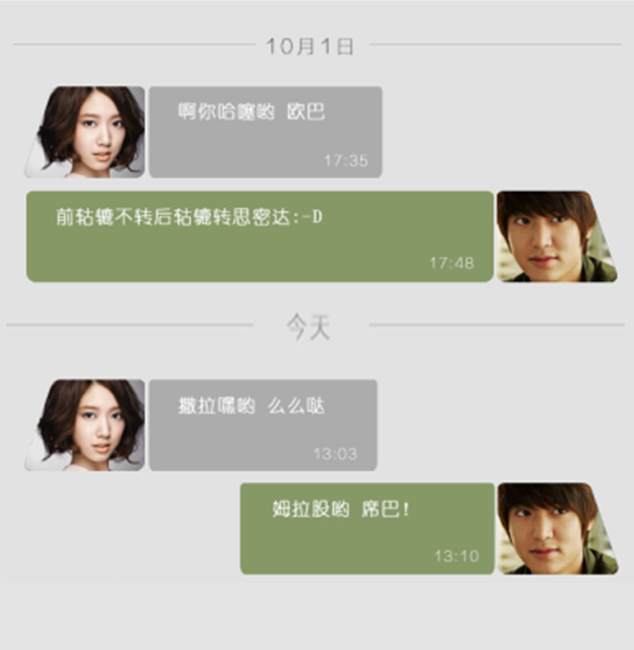 10月1日
啊你哈噻哟 欧巴
17:35
前轱辘不转后轱辘转思密达:-D
17:48
今天
撒拉嘿哟 么么哒
13:03
姆拉股哟 席巴!
13:10